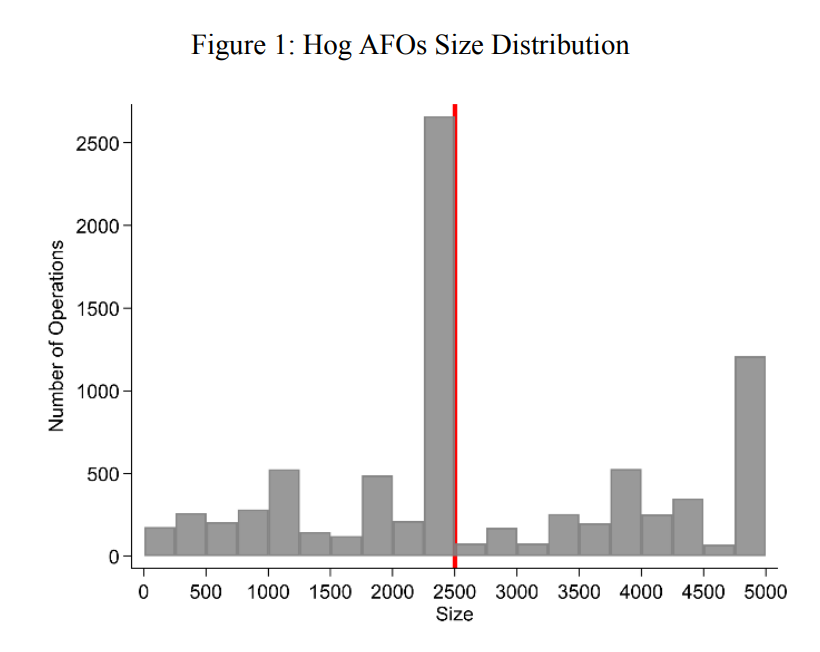 Figure 1: Hog AFOs Size Distribution
Number of Operations
2500
2000
1500
1000
500
0
0 500 1000 1500 2000 2500 3000 3500 4000 4500 5000
Size